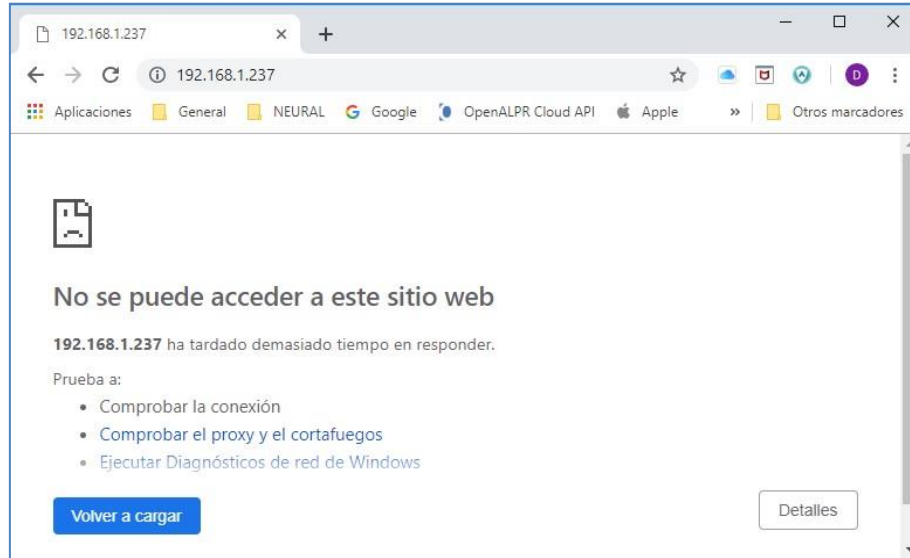 192.168.1.237
192.168.1.237
Aplicaciones General NEURAL Google OpenALPR Cloud API Apple » Otros marcadores
D
No se puede acceder a este sitio web
192.168.1.237 ha tardado demasiado tiempo en responder.
Prueba a:
Comprobar la conexión
Comprobar el proxy y el cortafuegos
Ejecutar Diagnósticos de red de Windows
Volver a cargar
Detalles